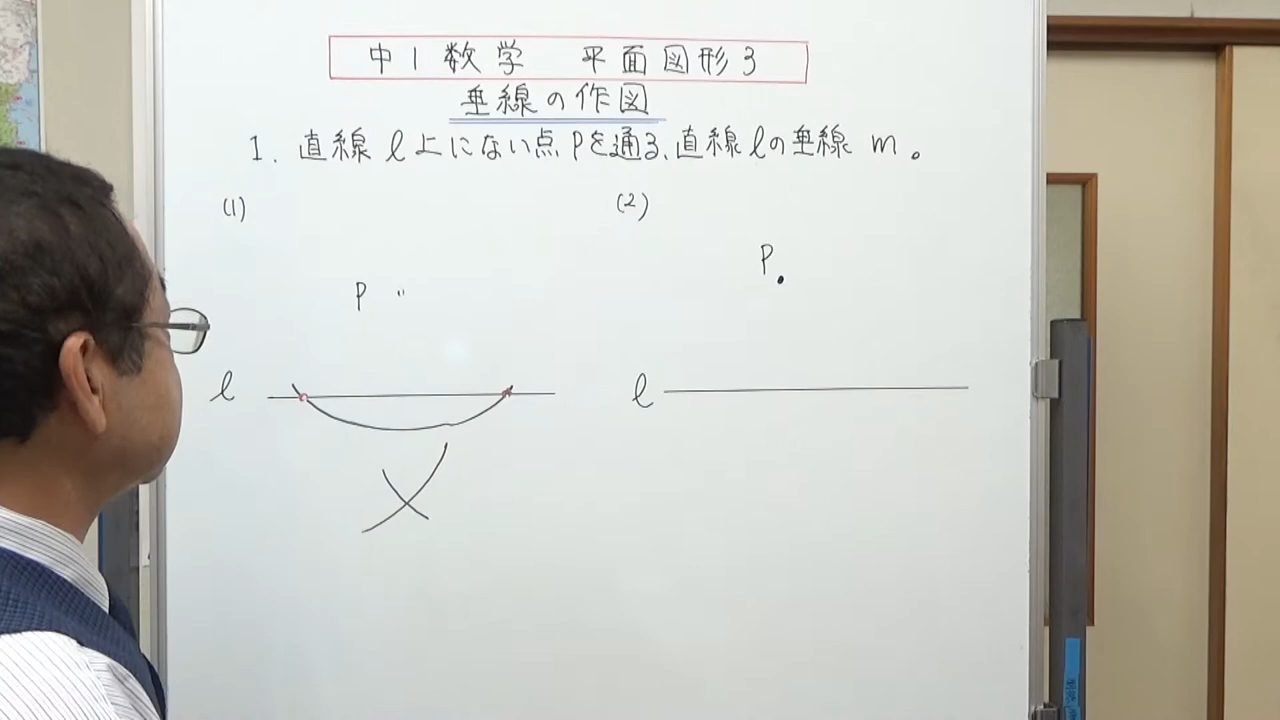 中1数学 平面図形3
垂線の作図
1. 直線 ℓ上にない点Pを通る、直線ℓの垂線 m。
(1) (2)
P
P
ℓ
ℓ